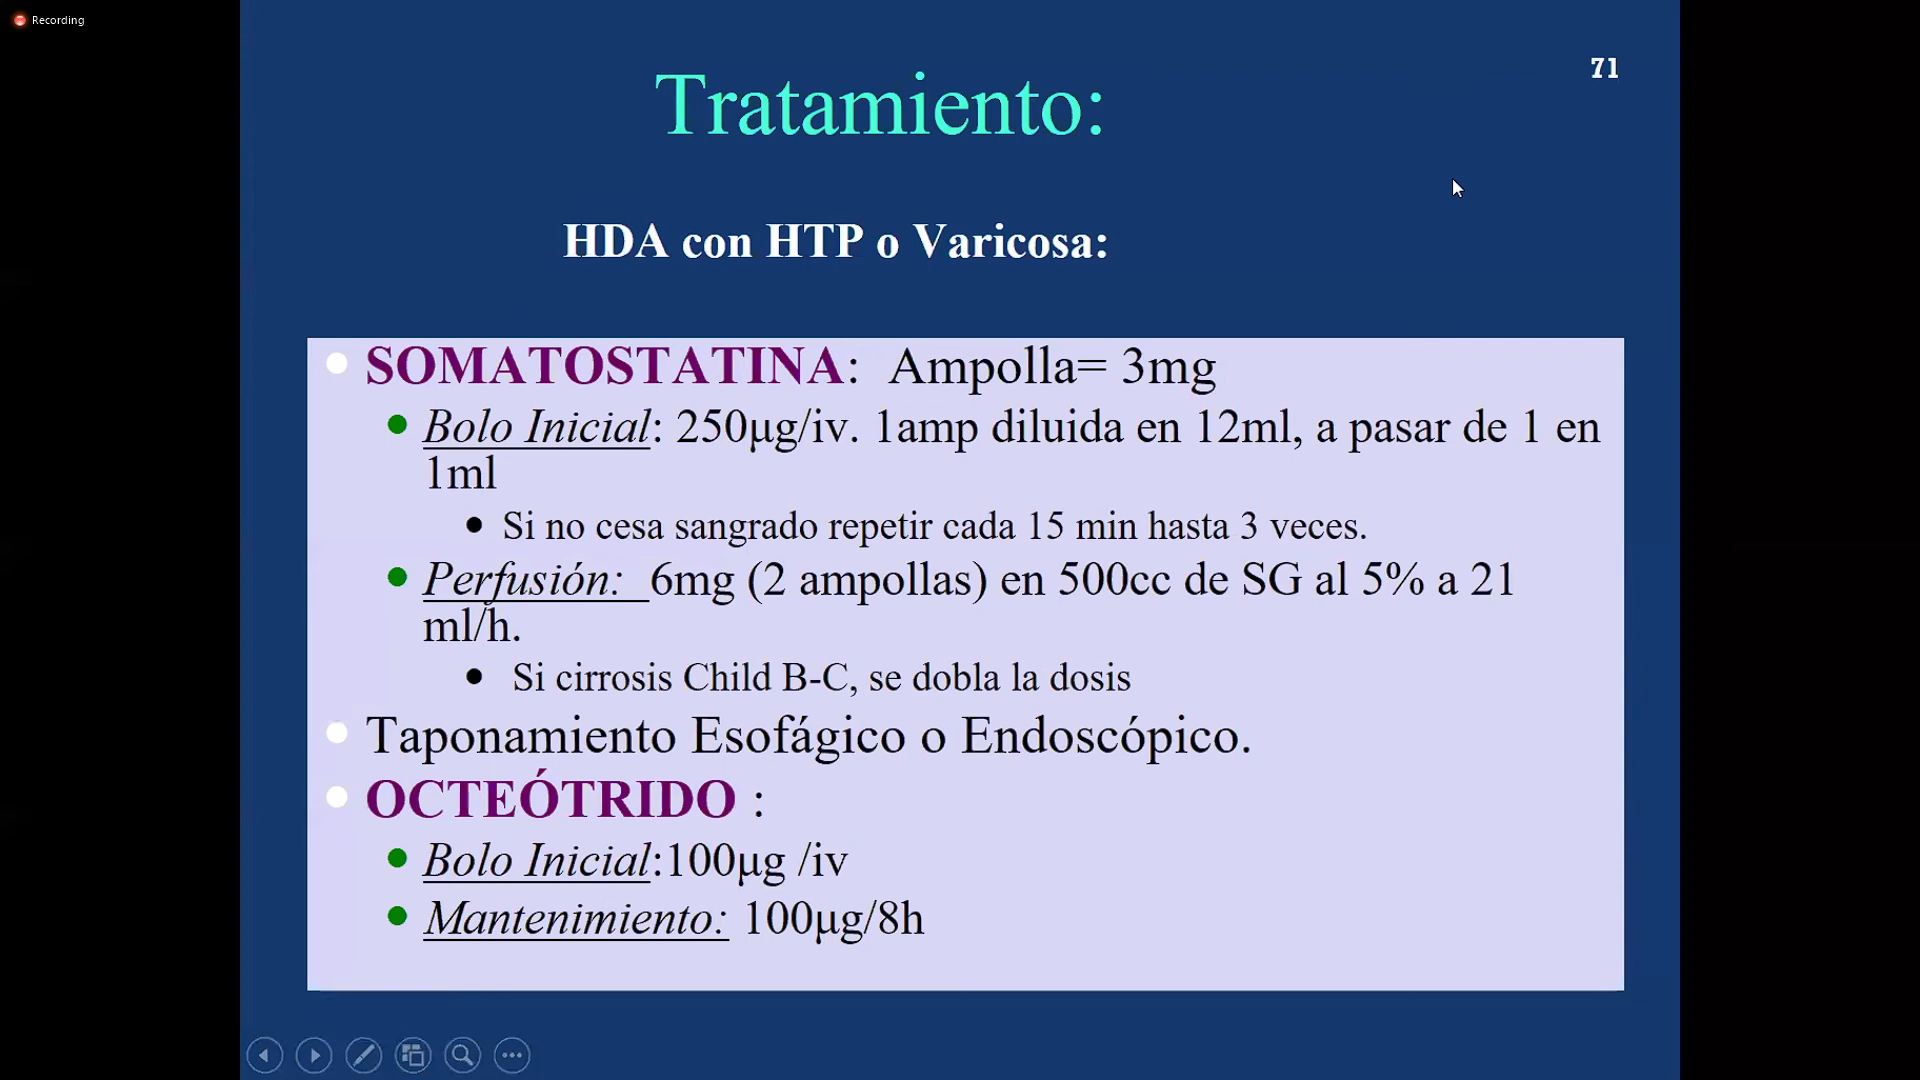 Recording
71
Tratamiento:
HDA con HTP o Varicosa:
SOMATOSTATINA: Ampolla= 3mg
Bolo Inicial: 250μg/iv. 1amp diluida en 12ml, a pasar de 1 en
1ml
Si no cesa sangrado repetir cada 15 min hasta 3 veces.
Perfusión: 6mg (2 ampollas) en 500cc de SG al 5% a 21
ml/h.
Si cirrosis Child B-C, se dobla la dosis
Taponamiento Esofágico o Endoscópico.
OCTEÓTRIDO :
Bolo Inicial:100μg /iv
Mantenimiento: 100μg/8h